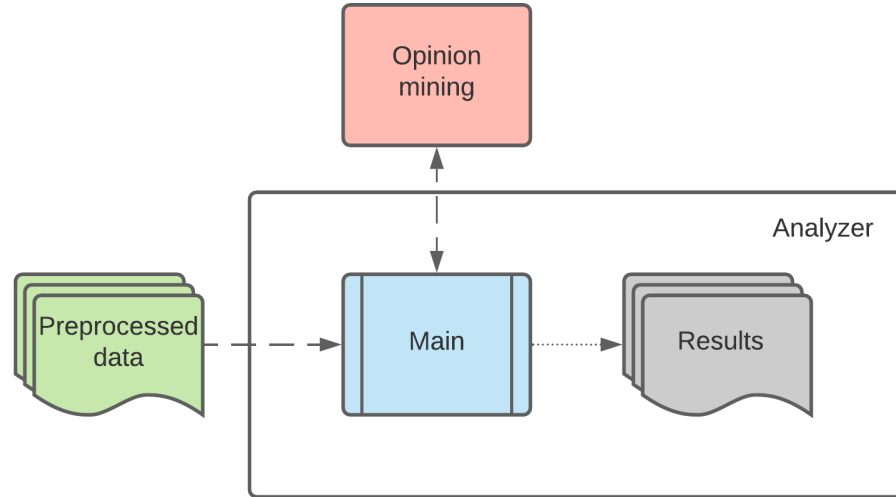 Opinion
mining
Analyzer
Preprocessed
data
Main
Results